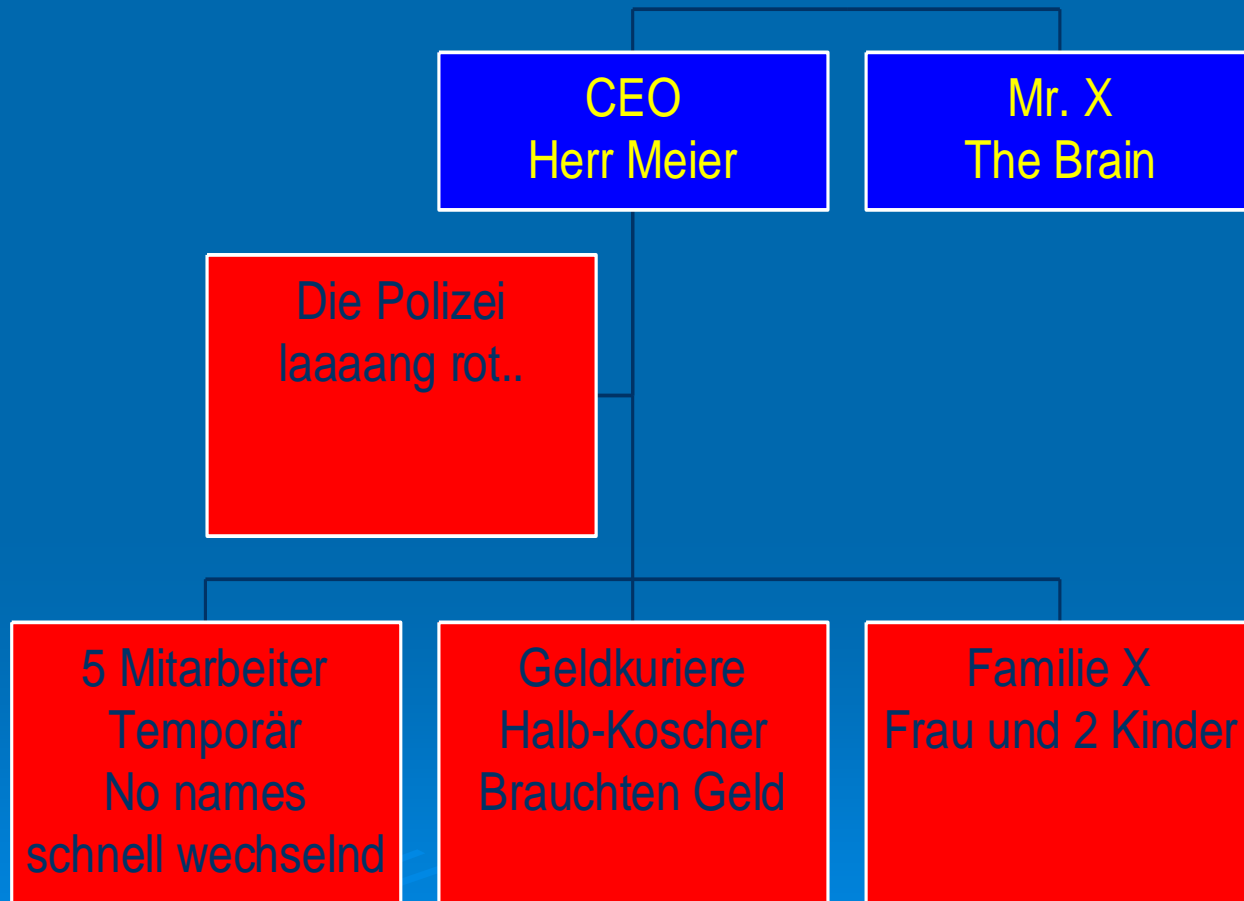 CEO
Herr Meier
Mr. X
The Brain
Die Polizei
laaaang rot..
5 Mitarbeiter
Temporär
No names
schnell wechselnd
Geldkuriere
Halb-Koscher
Brauchten Geld
Familie X
Frau und 2 Kinder